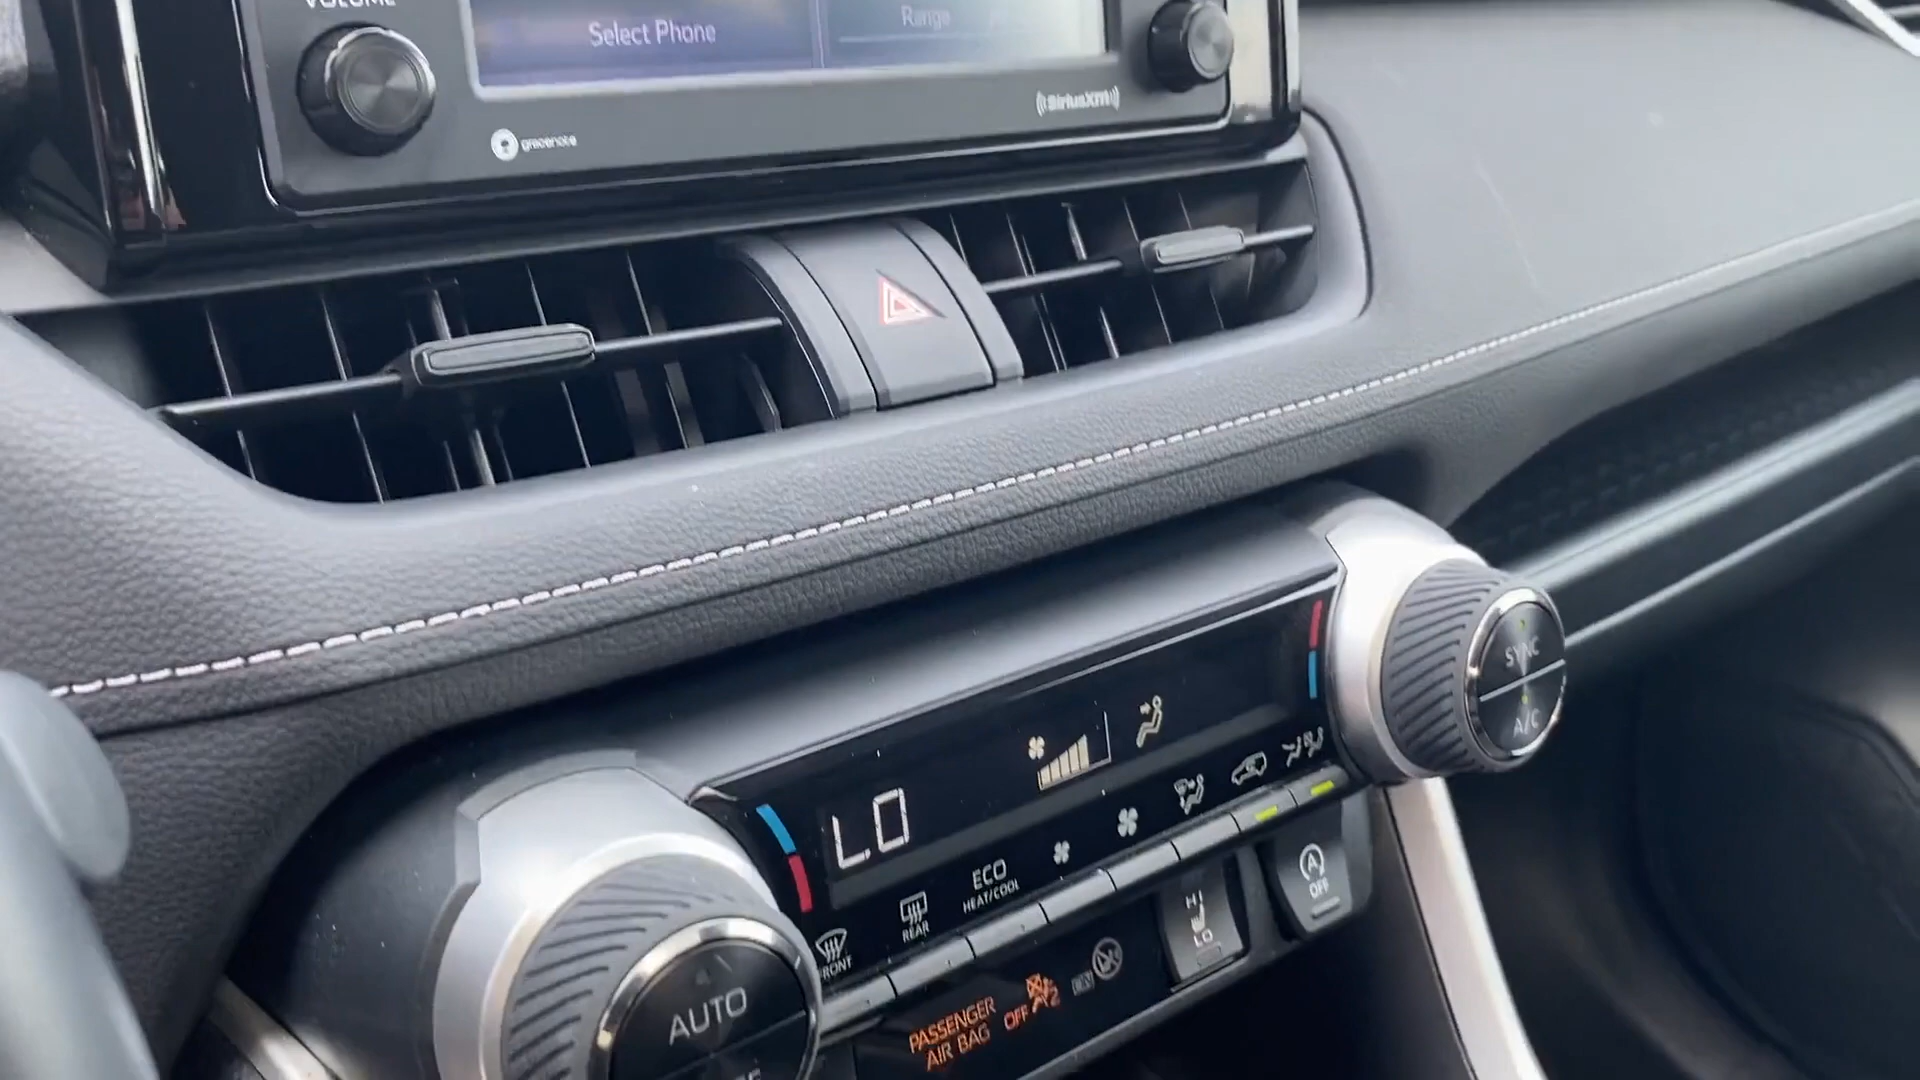 VOLUME
Select Phone
Range
SiriusXM
gracenote
SYNC
A/C
LO
ECO
HEAT/COOL
REAR
FRONT
A
OFF
HI
LO
AUTO
PASSENGER
AIR BAG
OFF
2